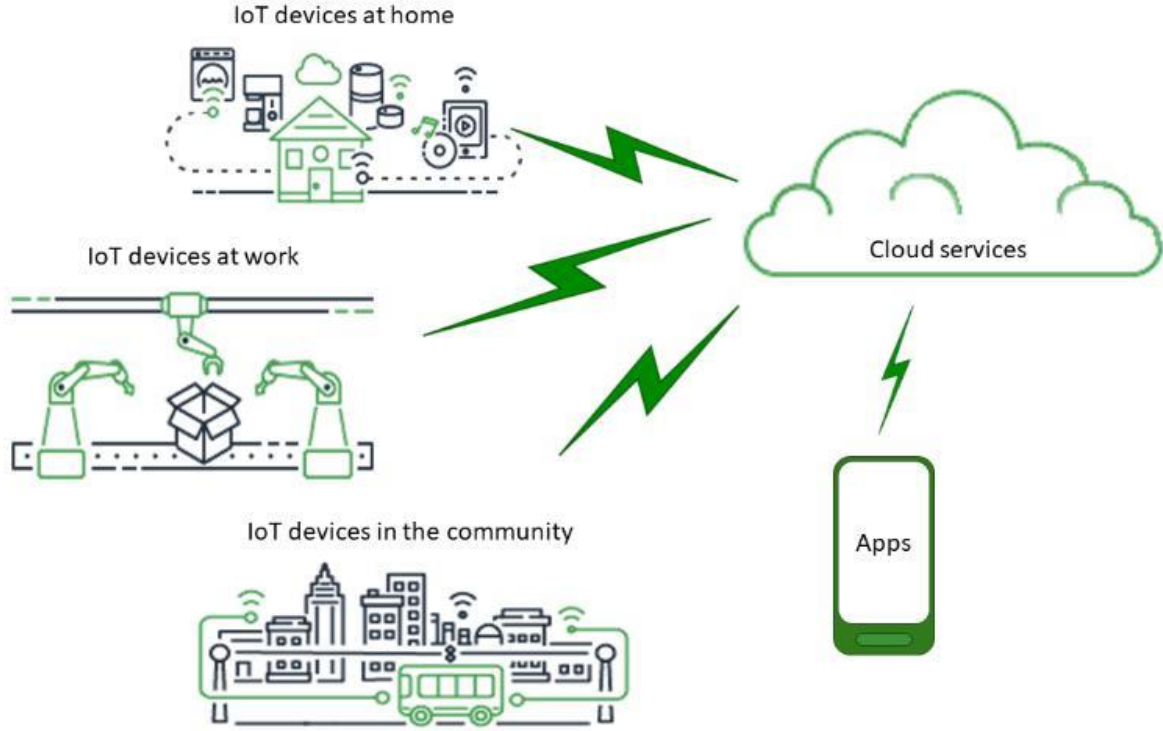 IoT devices at home
Cloud services
IoT devices at work
Apps
IoT devices in the community